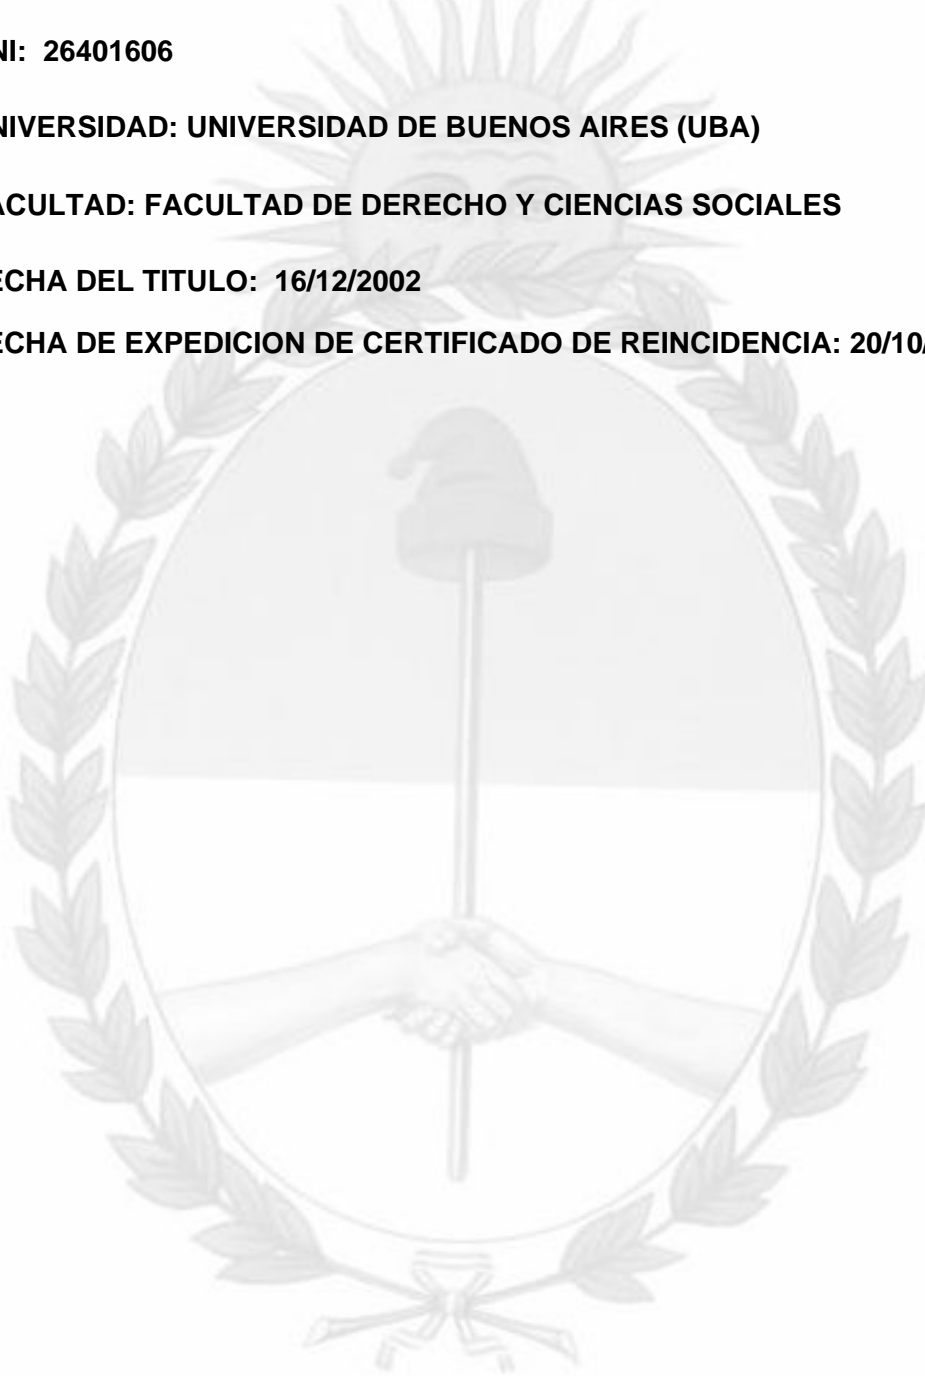 NI: 26401606
NIVERSIDAD: UNIVERSIDAD DE BUENOS AIRES (UBA)
ACULTAD: FACULTAD DE DERECHO Y CIENCIAS SOCIALES
ECHA DEL TITULO: 16/12/2002
ECHA DE EXPEDICION DE CERTIFICADO DE REINCIDENCIA: 20/10/